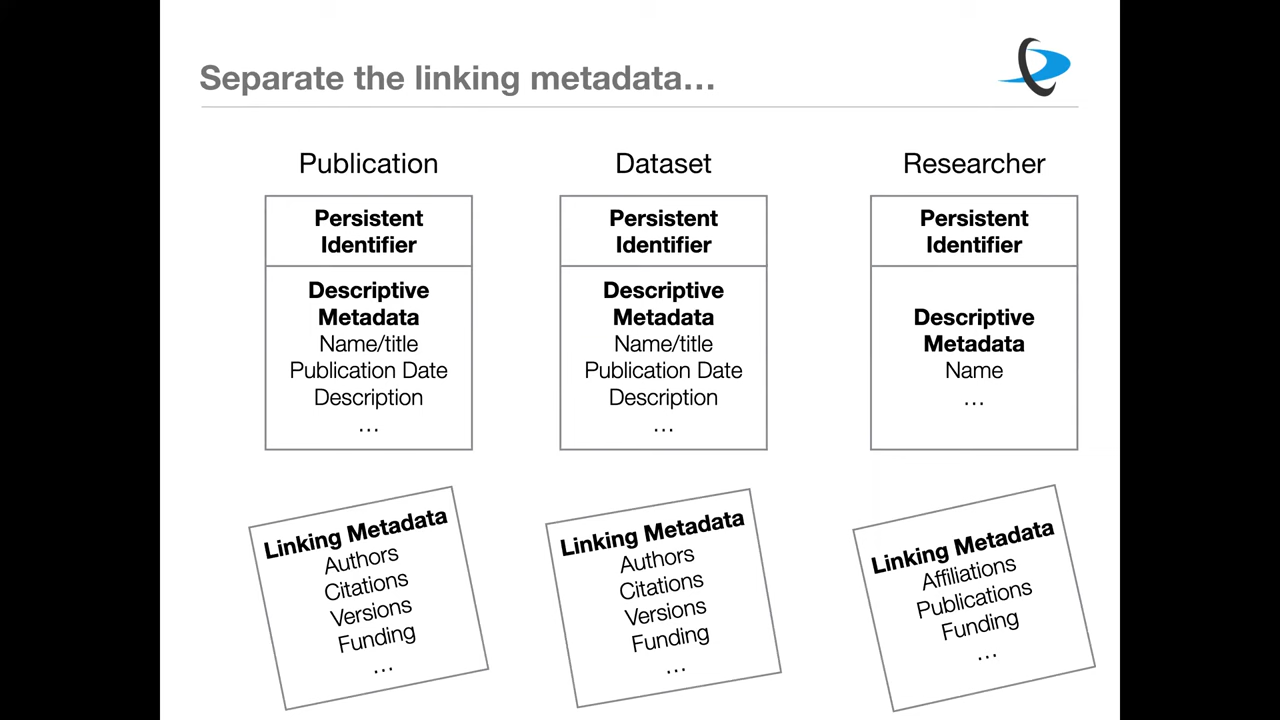 Separate the linking metadata…
Publication
Persistent
Identifier
Descriptive
Metadata
Name/title
Publication Date
Description
…
Linking Metadata
Authors
Citations
Versions
Funding
…
Dataset
Persistent
Identifier
Descriptive
Metadata
Name/title
Publication Date
Description
…
Linking Metadata
Authors
Citations
Versions
Funding
…
Researcher
Persistent
Identifier
Descriptive
Metadata
Name
…
Linking Metadata
Affiliations
Publications
Funding
…